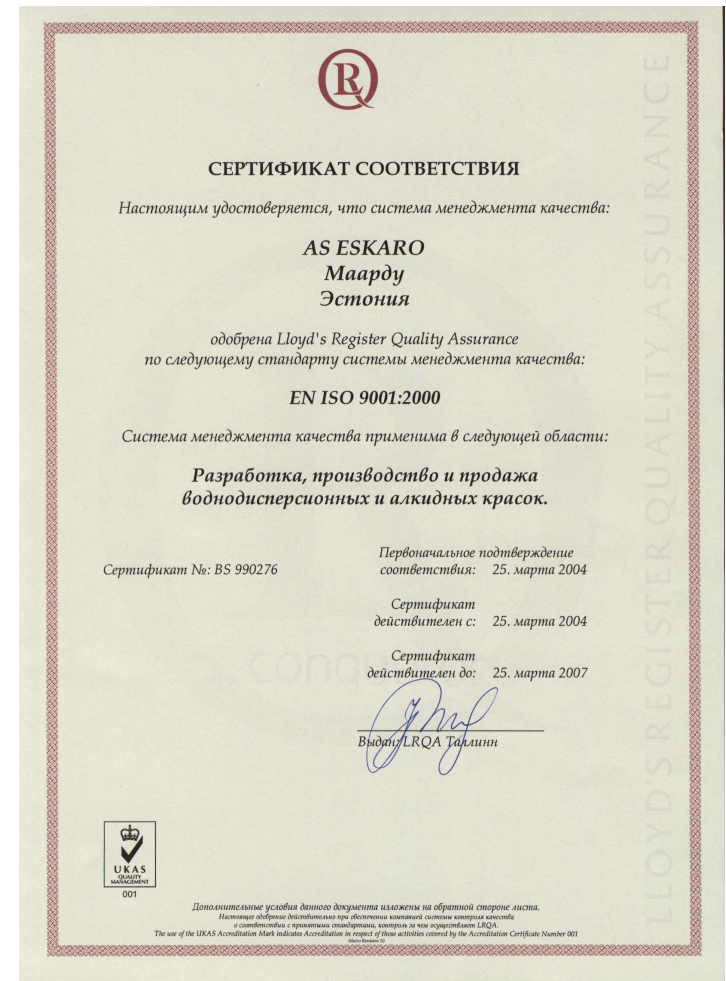 R
СЕРТИФИКАТ СООТВЕТСТВИЯ
Настоящим удостоверяется, что система менеджмента качества:
AS ESKARO
Маарду
Эстония
одобрена Lloyd's Register Quality Assurance
по следующему стандарту системы менеджмента качества:
EN ISO 9001:2000
Система менеджмента качества применима в следующей области:
Разработка, производство и продажа
воднодисперсионных и алкидных красок.
Сертификат №: BS 990276
Первоначальное подтверждение
соответствия: 25. марта 2004
Сертификат
действителен с: 25. марта 2004
Сертификат
действителен до: 25. марта 2007
Выдан: LRQA Таллинн
UKAS
QUALITY
MANAGEMENT
001
Дополнительные условия данного документа изложены на обратной стороне листа.
Настоящее одобрение действительно при обеспечении компанией системы контроля качества
в соответствии с принятыми стандартами, контроль за чем осуществляет LRQA.
The use of the UKAS Accreditation Mark indicates Accreditation in respect of those activities covered by the Accreditation Certificate Number 001
Macro Revision 10
LLOYD'S REGISTER QUALITY ASSURANCE